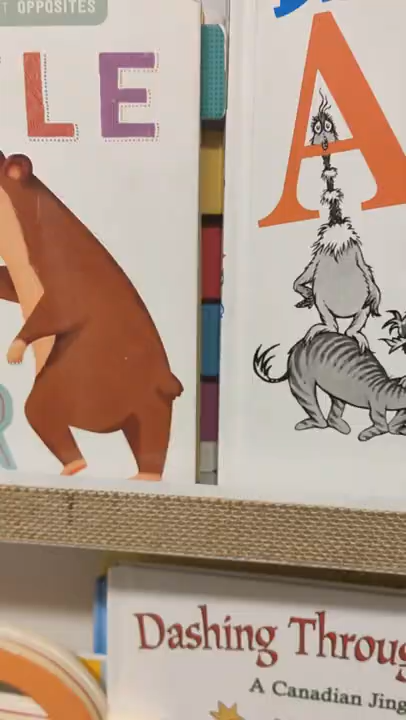 OPPOSITES
LE
R
A
Dashing Throug
A Canadian Jing